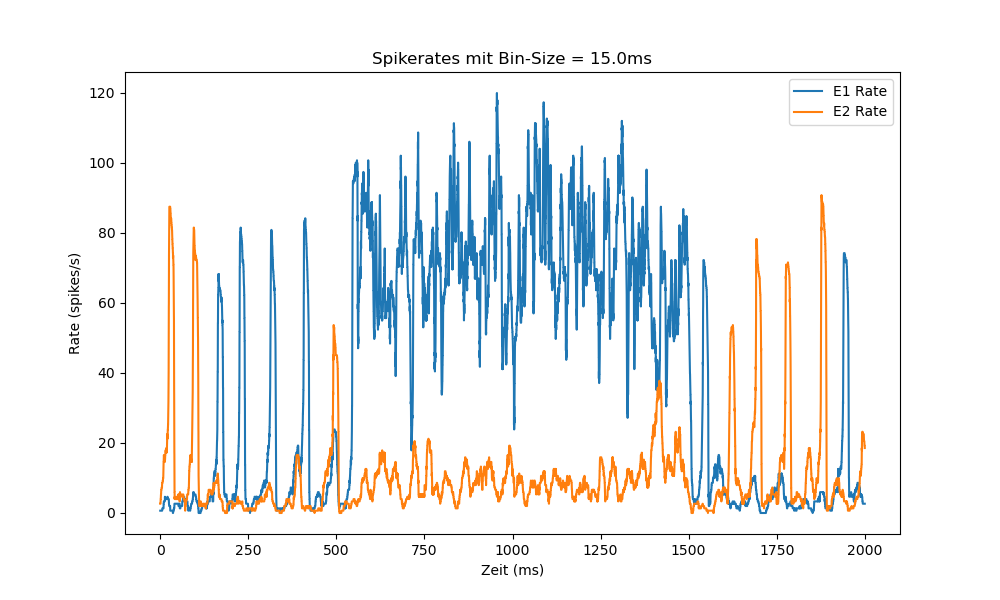 Spikerates mit Bin-Size = 15.0ms
E1 Rate
E2 Rate
120
100
80
60
40
20
0
Rate (spikes/s)
0 250 500 750 1000 1250 1500 1750 2000
Zeit (ms)